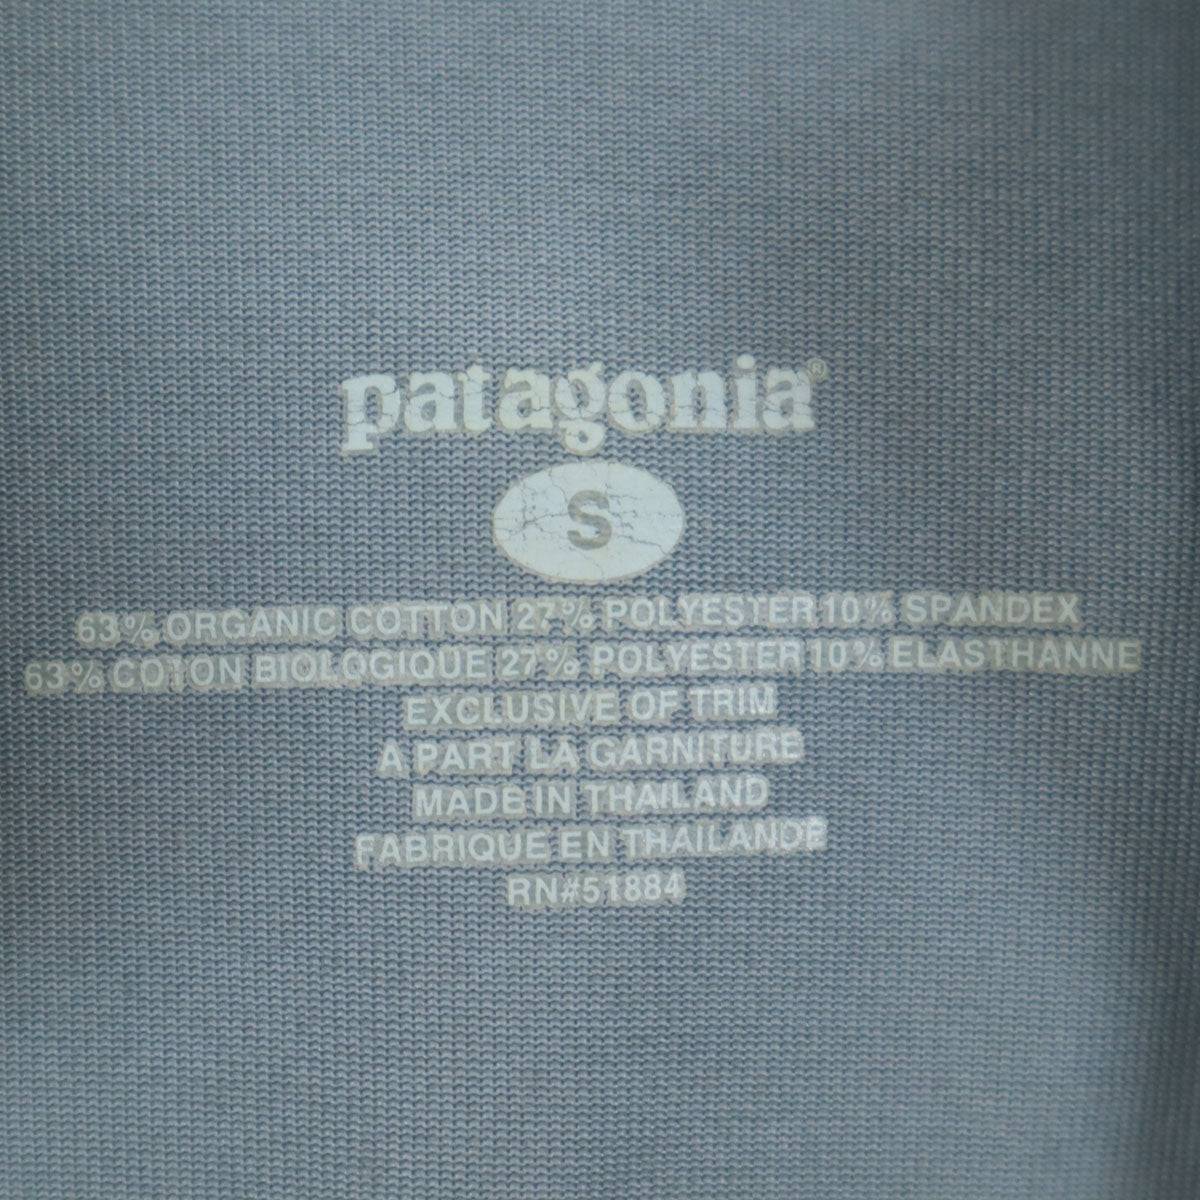 patagonia®
S
63% ORGANIC COTTON 27% POLYESTER 10% SPANDEX
63% COTON BIOLOGIQUE 27% POLYESTER 10% ELASTHANNE
EXCLUSIVE OF TRIM
A PART LA GARNITURE
MADE IN THAILAND
FABRIQUE EN THAILANDE
RN#51884